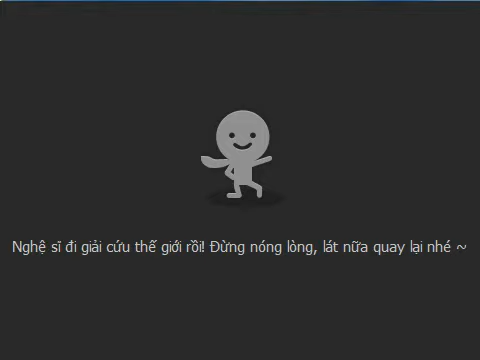 Nghệ sĩ đi giải cứu thế giới rồi! Đừng nóng lòng, lát nữa quay lại nhé ~